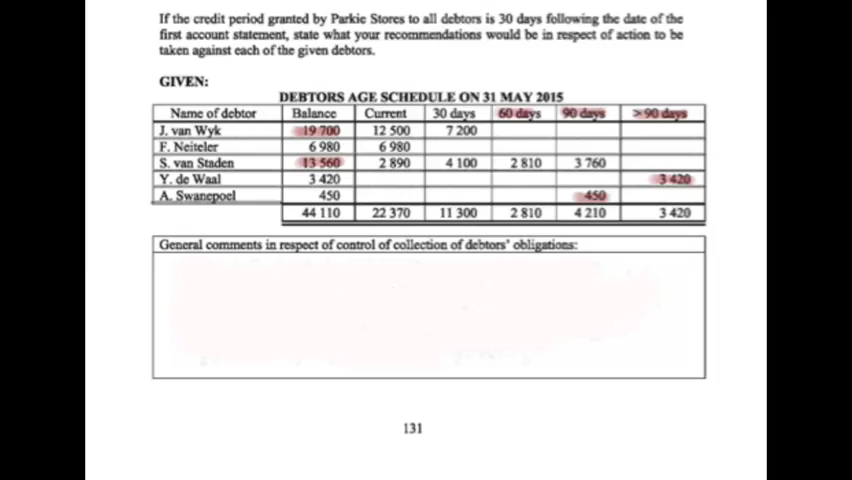 If the credit period granted by Parkie Stores to all debtors is 30 days following the date of the
first account statement, state what your recommendations would be in respect of action to be
taken against each of the given debtors.
GIVEN:
DEBTORS AGE SCHEDULE ON 31 MAY 2015
Name of debtor Balance Current 30 days 60 days 90 days > 90 days
J. van Wyk 19 700 12 500 7 200
F. Neiteler 6 980 6 980
S. van Staden 13 560 2 890 4 100 2 810 3 760
Y. de Waal 3 420 3 420
A. Swanepoel 450 450
44 110 22 370 11 300 2 810 4 210 3 420
General comments in respect of control of collection of debtors' obligations:
131